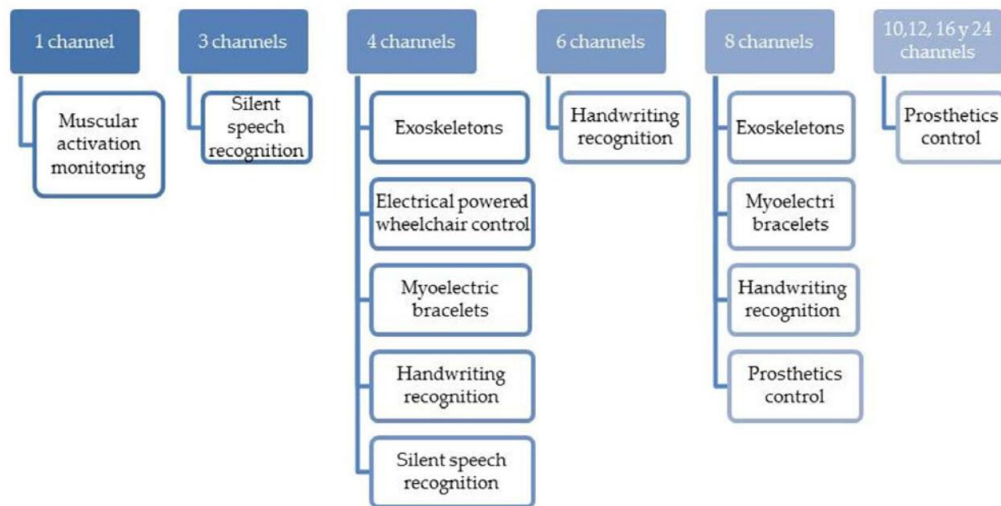 1 channel
Muscular
activation
monitoring
3 channels
Silent
speech
recognition
4 channels
Exoskeletons
Electrical powered
wheelchair control
Myoelectric
bracelets
Handwriting
recognition
Silent speech
recognition
6 channels
Handwriting
recognition
8 channels
Exoskeletons
Myoelectri
bracelets
Handwriting
recognition
Prosthetics
control
10,12, 16 y 24
channels
Prosthetics
control